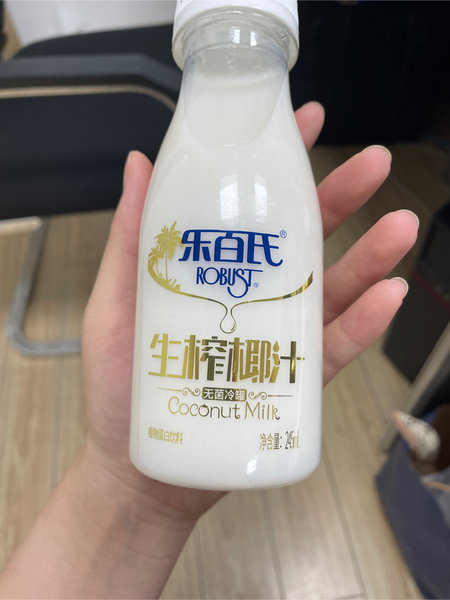 乐百氏®
ROBUST®
生榨椰汁
无菌冷罐
Coconut Milk
植物蛋白饮料
净含量: 245mL